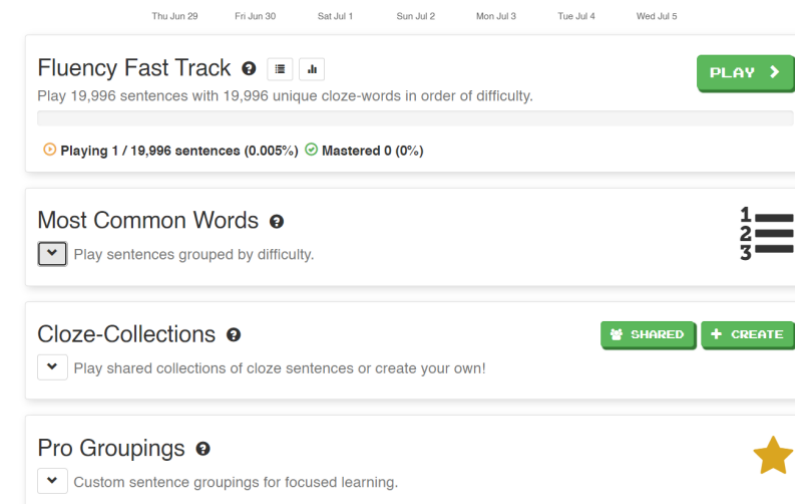 Thu Jun 29 Fri Jun 30 Sat Jul 1 Sun Jul 2 Mon Jul 3 Tue Jul 4 Wed Jul 5
Fluency Fast Track
PLAY
Play 19,996 sentences with 19,996 unique cloze-words in order of difficulty.
Playing 1 / 19,996 sentences (0.005%) Mastered 0 (0%)
Most Common Words
1
2
3
Play sentences grouped by difficulty.
Cloze-Collections
SHARED
CREATE
Play shared collections of cloze sentences or create your own!
Pro Groupings
Custom sentence groupings for focused learning.